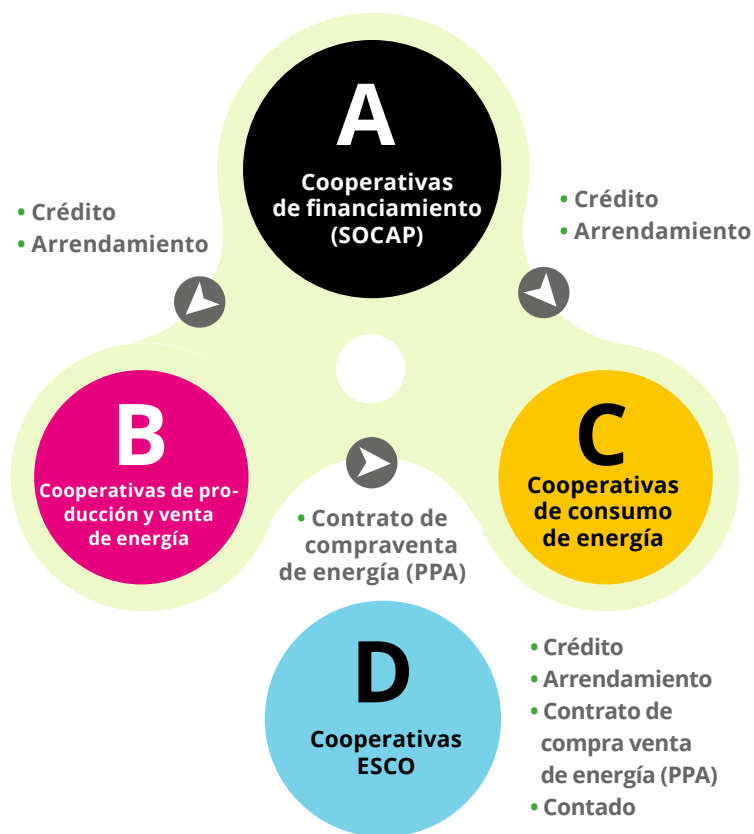 A
Cooperativas
de financiamiento
(SOCAP)
• Crédito
• Arrendamiento
• Crédito
• Arrendamiento
B
Cooperativas de pro-
ducción y venta
de energía
C
Cooperativas
de consumo
de energía
• Contrato de
compraventa
de energía (PPA)
D
Cooperativas
ESCO
• Crédito
• Arrendamiento
• Contrato de
compra venta
de energía (PPA)
• Contado